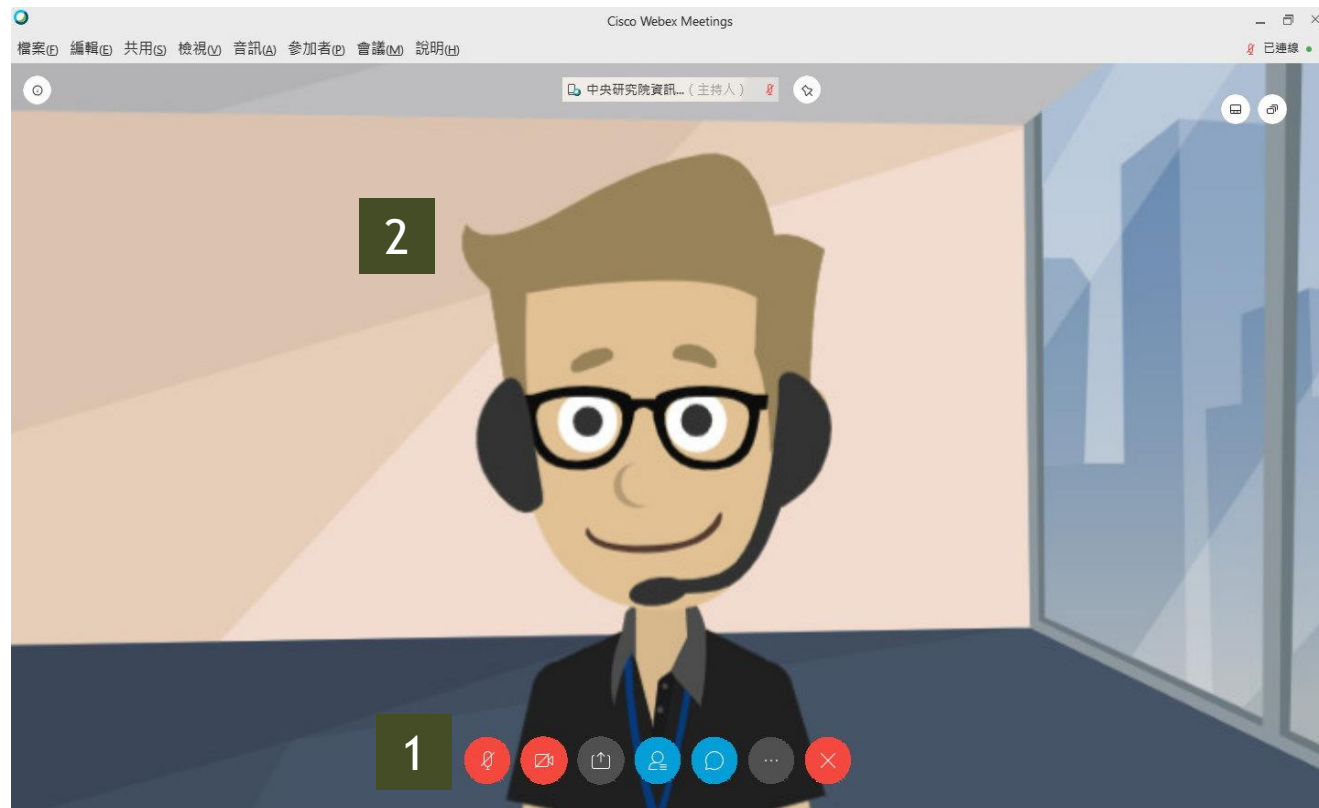 Cisco Webex Meetings
檔案(F) 編輯(E) 共用(S) 檢視(V) 音訊(A) 參加者(P) 會議(M) 說明(H)
已連線
中央研究院資訊... (主持人)
2
1